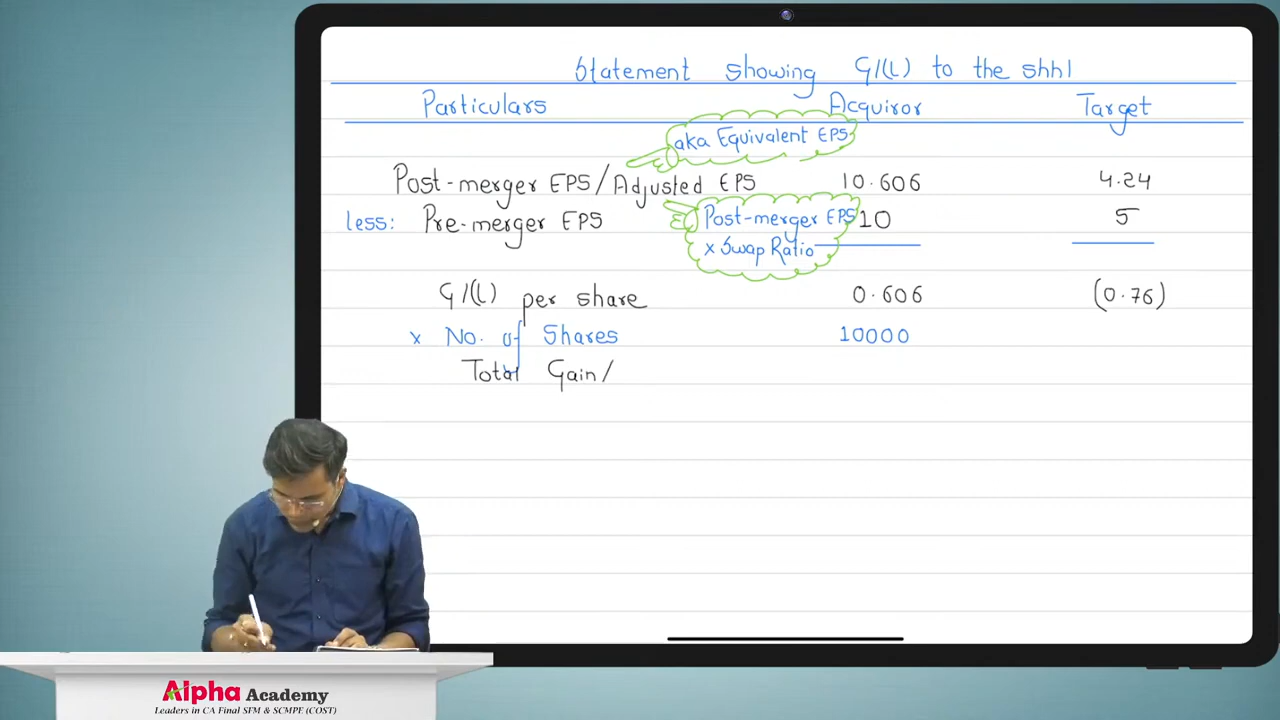 Statement showing G/(L) to the shhl
Particulars Acquiror Target
aka Equivalent EPS
Post-merger EPS/Adjusted EPS 10.606 4.24
less: Pre-merger EPS 10 5
Post-merger EPS
x Swap Ratio
G/(L) per share 0.606 (0.76)
x No. of Shares 10000
Total Gain/
Alpha Academy
Leaders in CA Final SFM & SCMPE (COST)